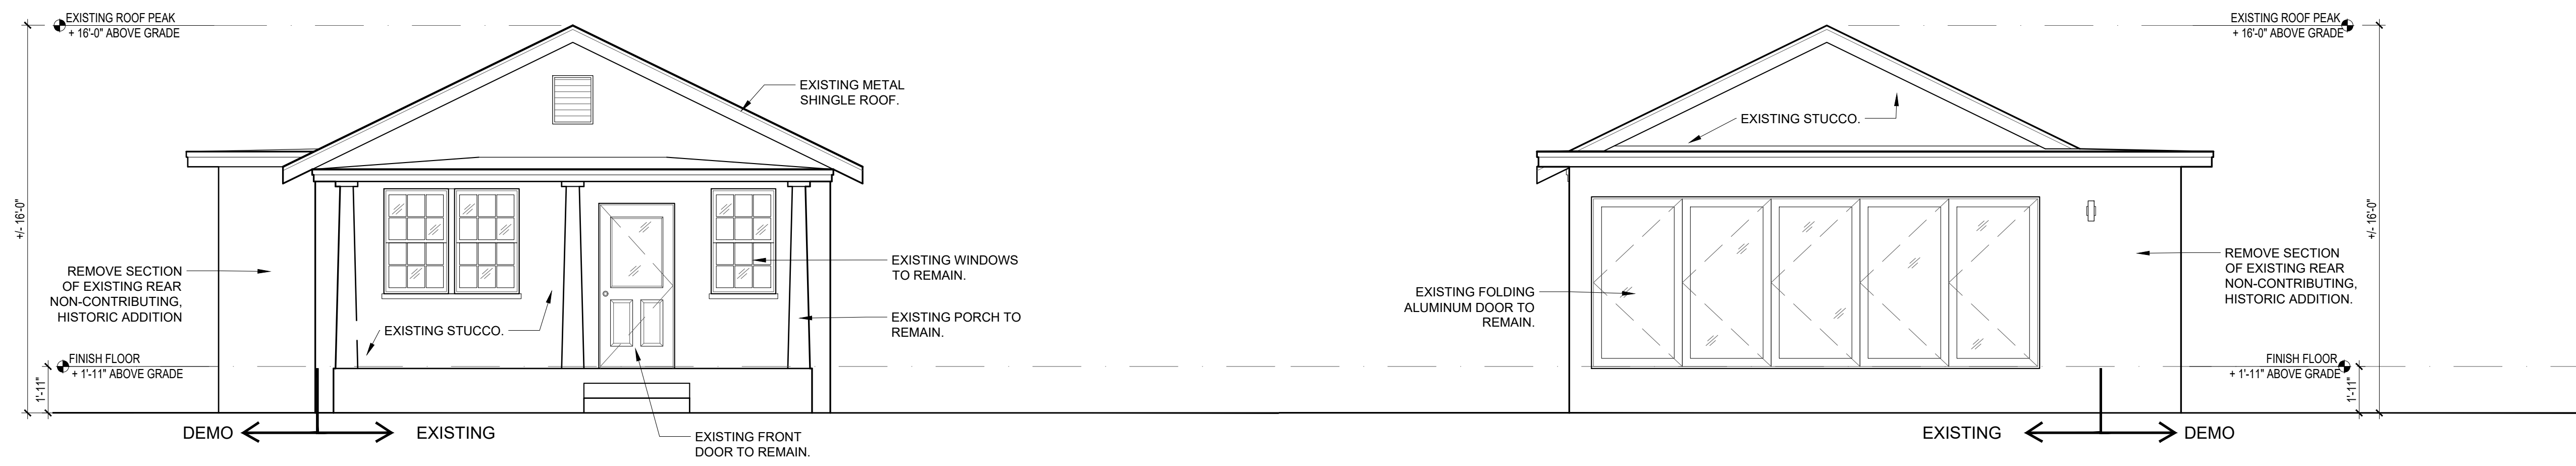 EXISTING ROOF PEAK
+ 16'-0" ABOVE GRADE
EXISTING METAL
SHINGLE ROOF.
+/- 16'-0"
REMOVE SECTION
OF EXISTING REAR
NON-CONTRIBUTING,
HISTORIC ADDITION
EXISTING WINDOWS
TO REMAIN.
EXISTING PORCH TO
REMAIN.
EXISTING STUCCO.
FINISH FLOOR
+ 1'-11" ABOVE GRADE
1'-11"
DEMO
EXISTING
EXISTING FRONT
DOOR TO REMAIN.
EXISTING ROOF PEAK
+ 16'-0" ABOVE GRADE
EXISTING STUCCO.
+/- 16'-0"
EXISTING FOLDING
ALUMINUM DOOR TO
REMAIN.
REMOVE SECTION
OF EXISTING REAR
NON-CONTRIBUTING,
HISTORIC ADDITION.
FINISH FLOOR
+ 1'-11" ABOVE GRADE
1'-11"
EXISTING
DEMO